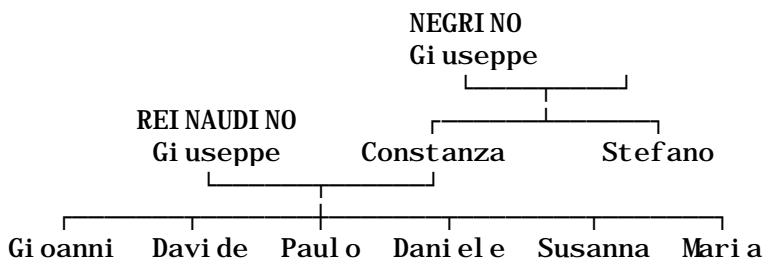 NEGRINO
Giuseppe
REINAUDINO
Giuseppe Constanza Stefano
Gioanni Davide Paulo Daniele Susanna Maria